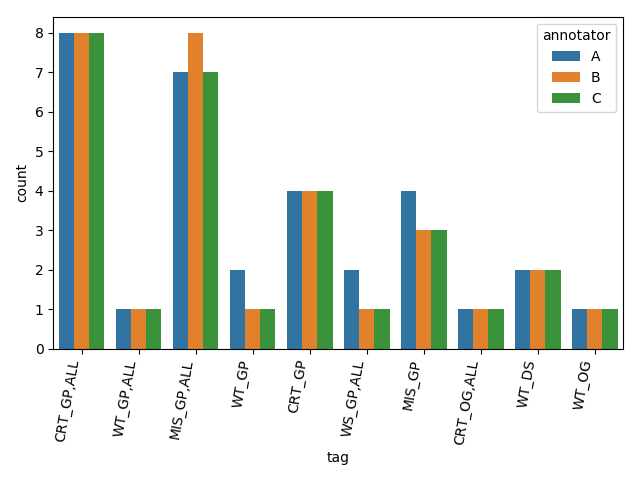 annotator
A
B
C
count
8
7
6
5
4
3
2
1
0
CRT_GP,ALL
WT_GP,ALL
MIS_GP,ALL
WT_GP
CRT_GP
WS_GP,ALL
MIS_GP
CRT_OG,ALL
WT_DS
WT_OG
tag